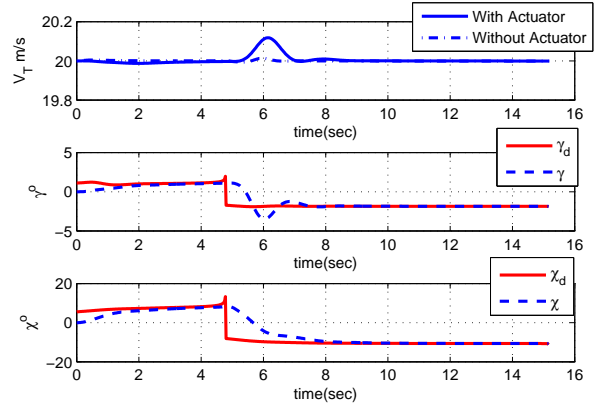 20.2
20
19.8
V_T m/s
With Actuator
Without Actuator
0 2 4 6 8 10 12 14 16
time(sec)
5
0
−5
γ^o
γ_d
γ
0 2 4 6 8 10 12 14 16
time(sec)
20
0
−20
χ^o
χ_d
χ
0 2 4 6 8 10 12 14 16
time(sec)